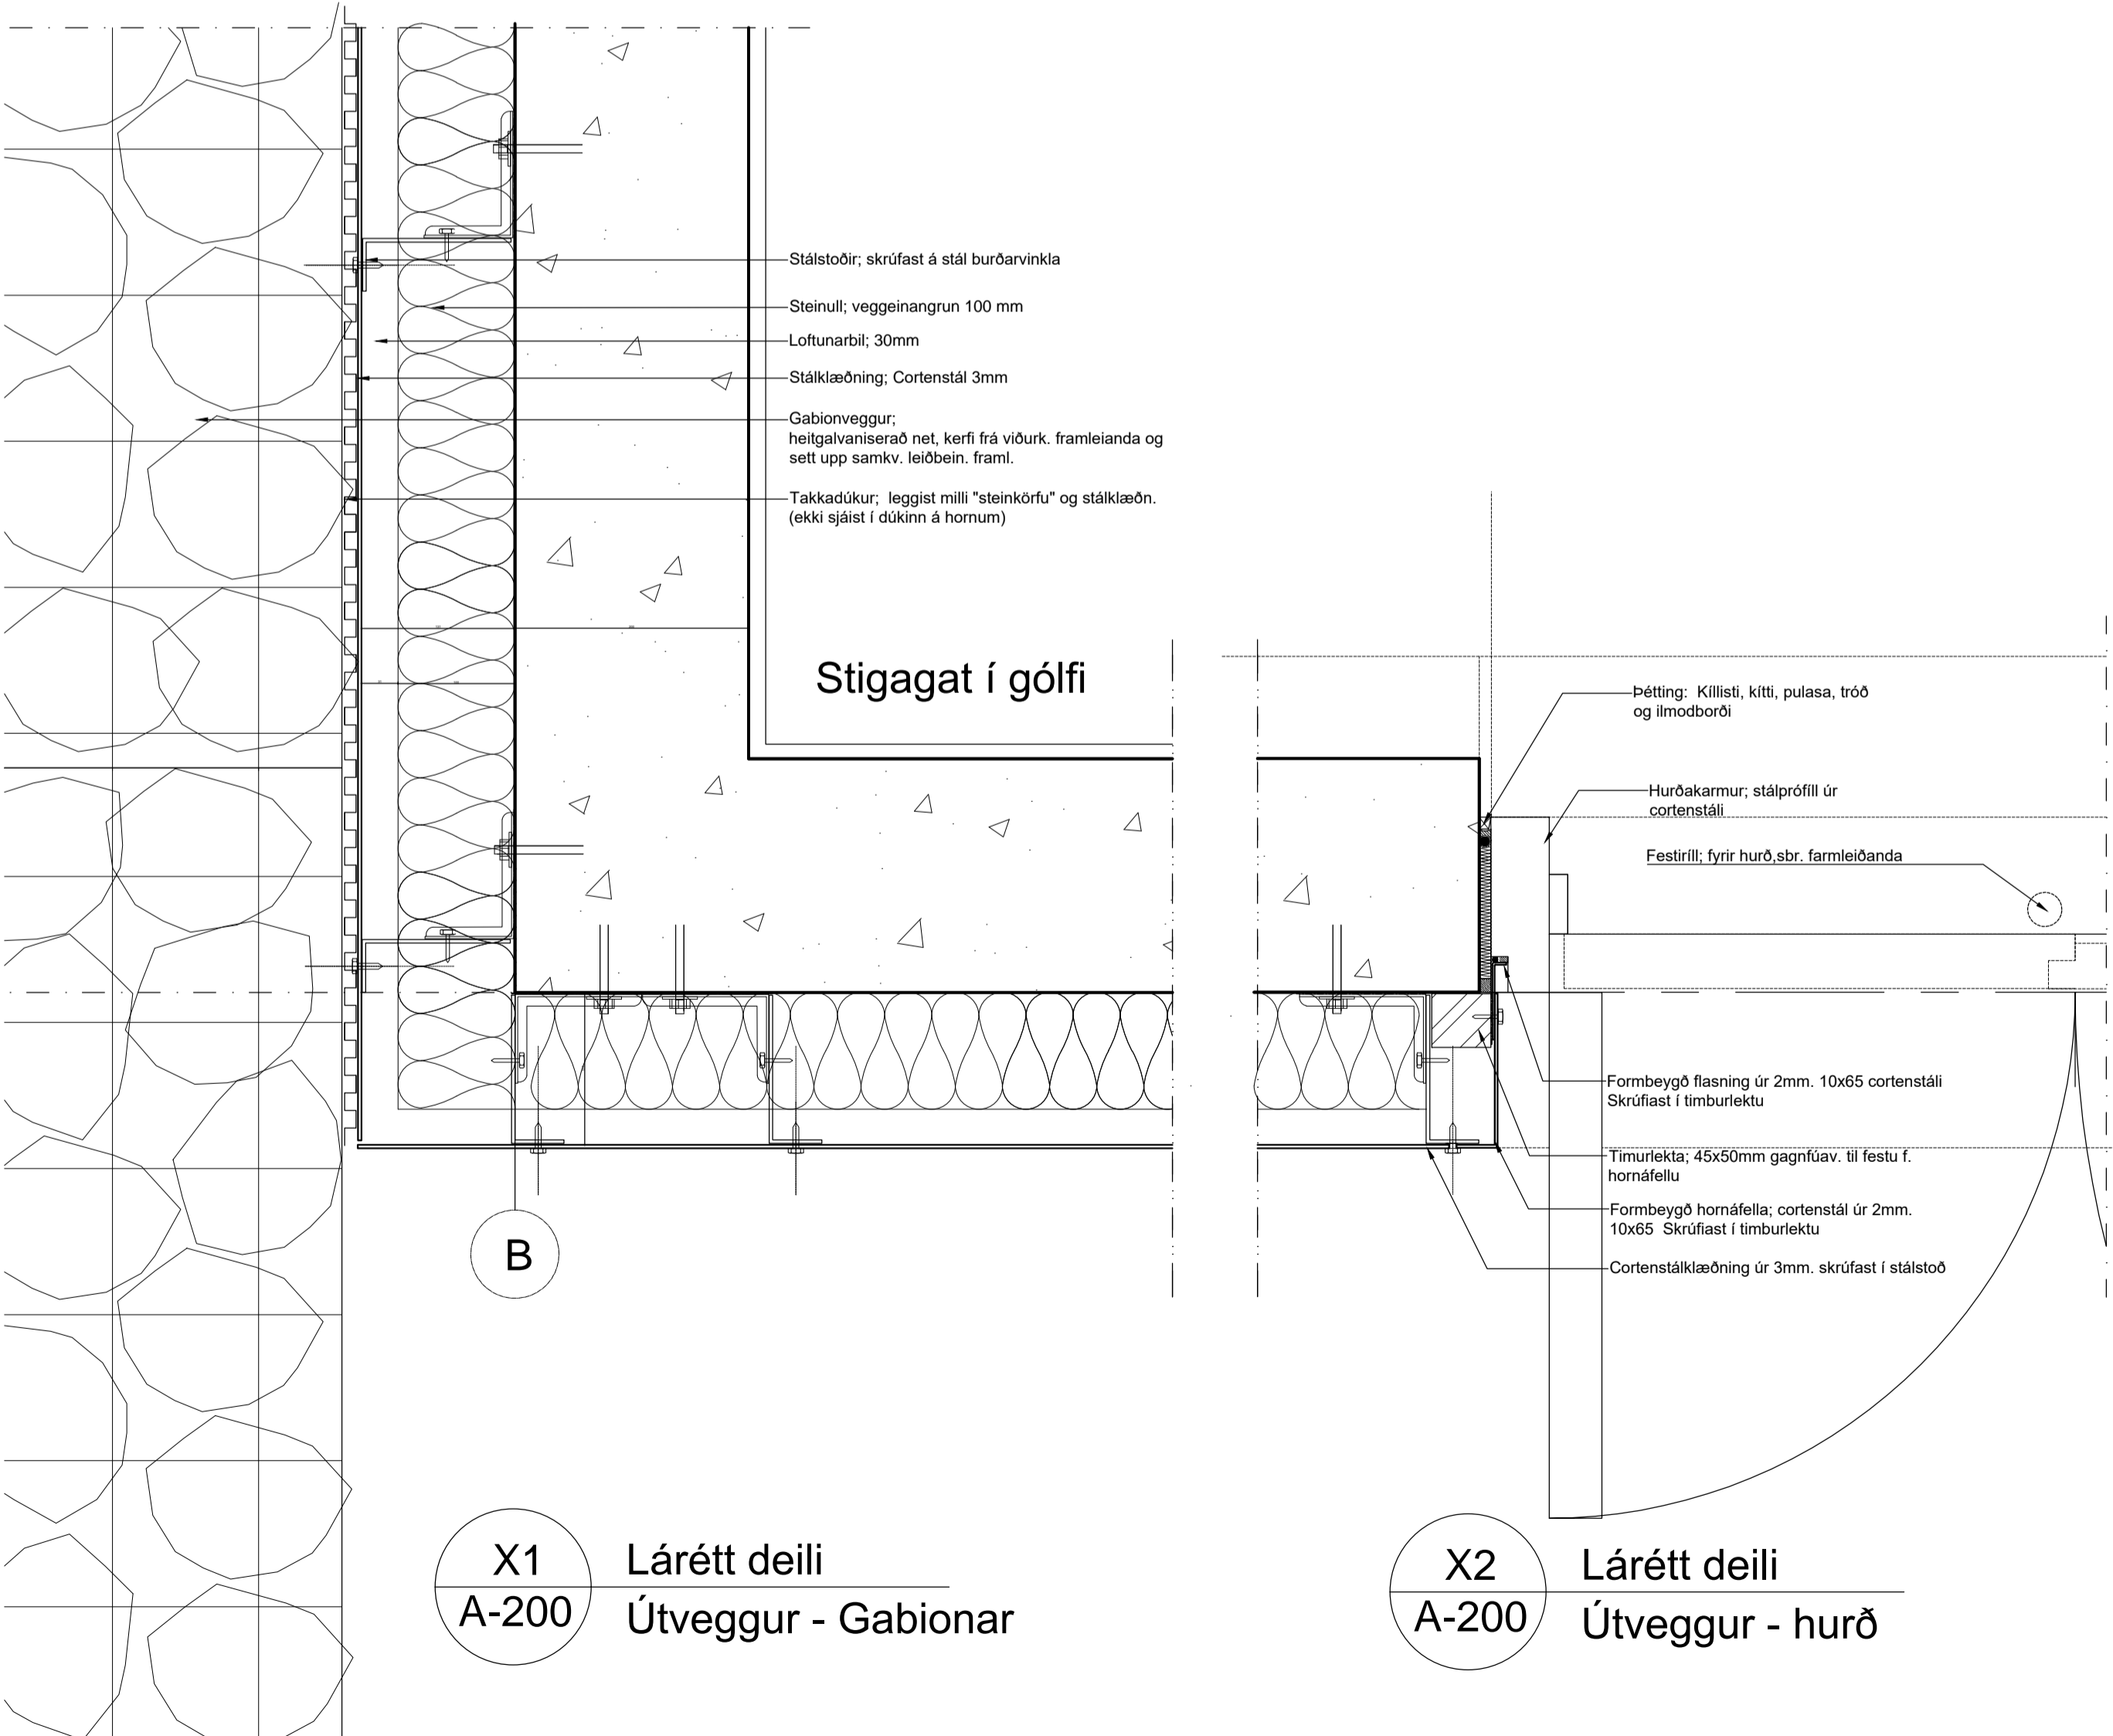 Stálstoðir; skrúfast á stál burðarvinkla
Steinull; veggeinangrun 100 mm
Loftunarbil; 30mm
Stálklæðning; Cortenstál 3mm
Gabionveggur;
heitgalvaniserað net, kerfi frá viðurk. framleianda og
sett upp samkv. leiðbein. framl.
Takkadúkur; leggist milli "steinkörfu" og stálklæðn.
(ekki sjáist í dúkinn á hornum)
Stigagat í gólfi
Þétting: Kíllisti, kítti, pulasa, tróð
og ilmodborði
Hurðakarmur; stálprófíll úr
cortenstáli
Festiríll; fyrir hurð,sbr. farmleiðanda
Formbeygð flasning úr 2mm. 10x65 cortenstáli
Skrúfiast í timburlektu
Timurlekta; 45x50mm gagnfúav. til festu f.
hornáfellu
Formbeygð hornáfella; cortenstál úr 2mm.
10x65 Skrúfiast í timburlektu
Cortenstálklæðning úr 3mm. skrúfast í stálstoð
B
X1
A-200
Lárétt deili
Útveggur - Gabionar
X2
A-200
Lárétt deili
Útveggur - hurð